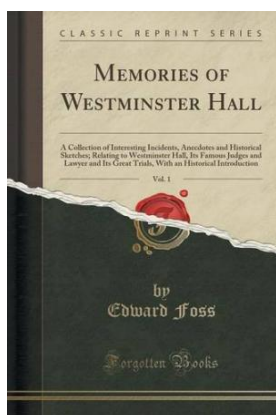 CLASSIC REPRINT SERIES
MEMORIES OF
WESTMINSTER HALL
A Collection of Interesting Incidents, Anecdotes and Historical
Sketches; Relating to Westminster Hall, Its Famous Judges and
Lawyer and Its Great Trials, With an Historical Introduction
Vol. 1
by
Edward Foss
Forgotten Books